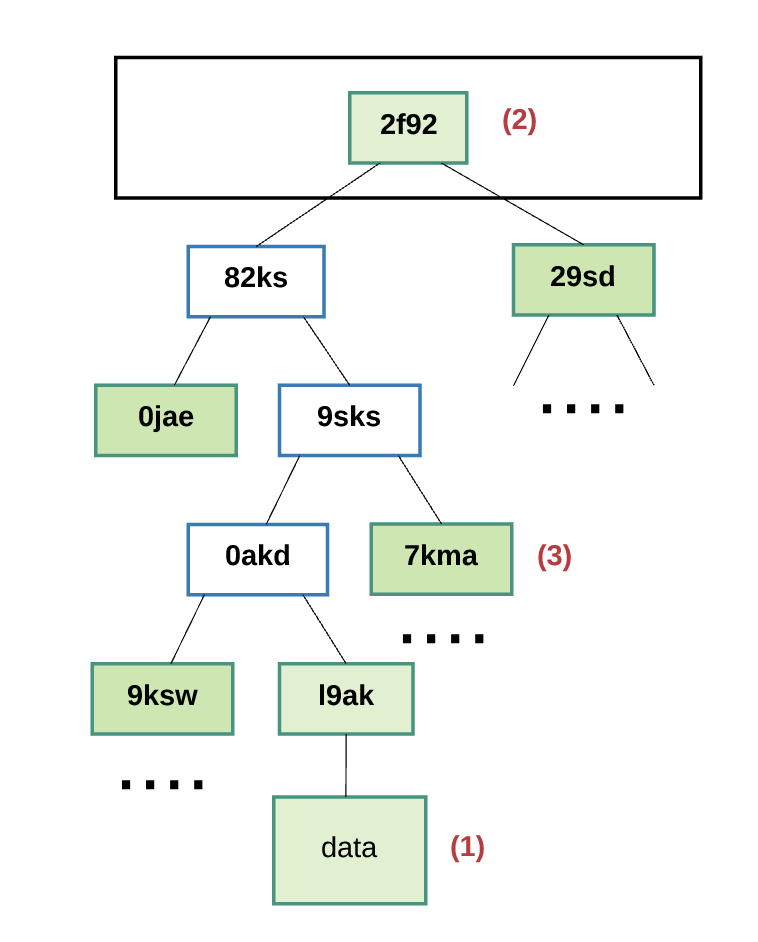 2f92 (2)
82ks 29sd
0jae 9sks
....
0akd 7kma (3)
....
9ksw l9ak
....
data (1)